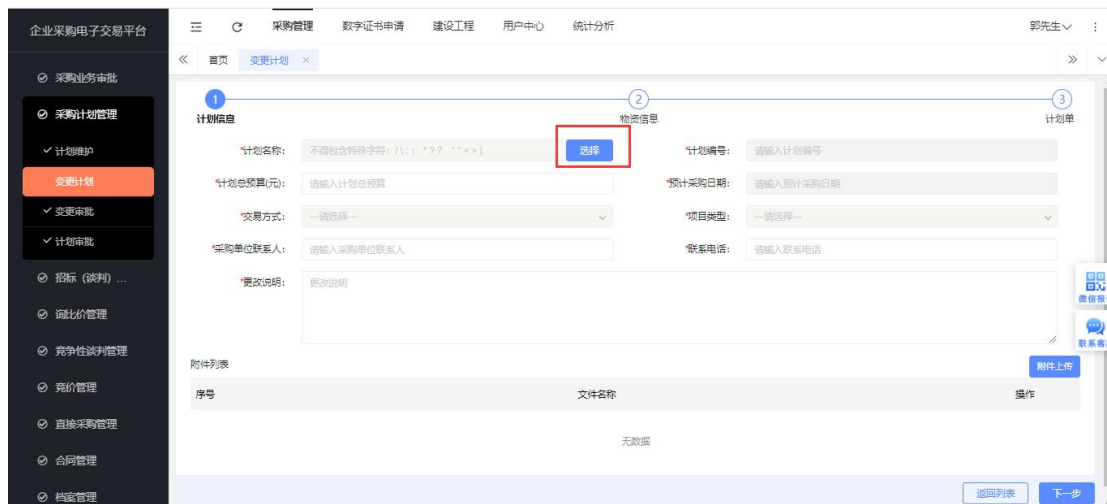 企业采购电子交易平台
采购管理 数字证书申请 建设工程 用户中心 统计分析 郭先生
首页 变更计划 ×
采购业务审批
采购计划管理
计划维护
变更计划
变更审批
计划审批
招标（谈判）...
询比价管理
竞争性谈判管理
竞价管理
直接采购管理
合同管理
档案管理
1 2 3
计划信息 物资信息 计划单
*计划名称： 不得包含特殊字符: /\: : *?? "“<>| 选择 *计划编号： 请输入计划编号
*计划总预算(元)： 请输入计划总预算 *预计采购日期： 请输入预计采购日期
*交易方式： —请选择— *项目类型： —请选择—
*采购单位联系人： 请输入采购单位联系人 *联系电话： 请输入联系电话
*更改说明： 更改说明
附件列表 附件上传
序号 文件名称 操作
无数据
返回列表 下一步
微信报
联系客